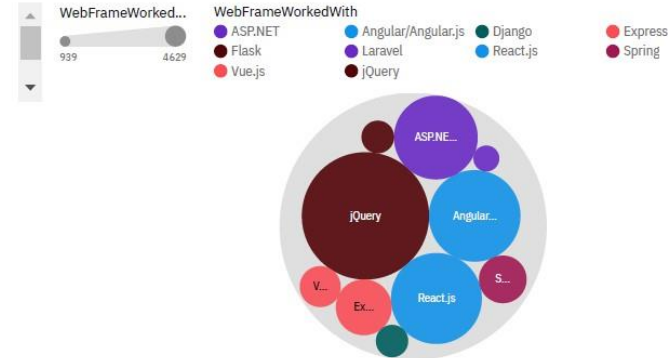 WebFrameWorked...
939
4629
WebFrameWorkedWith
ASP.NET
Angular/Angular.js
Django
Express
Flask
Laravel
React.js
Spring
Vue.js
jQuery
ASP.NE...
jQuery
Angular...
V...
Ex...
React.js
S...